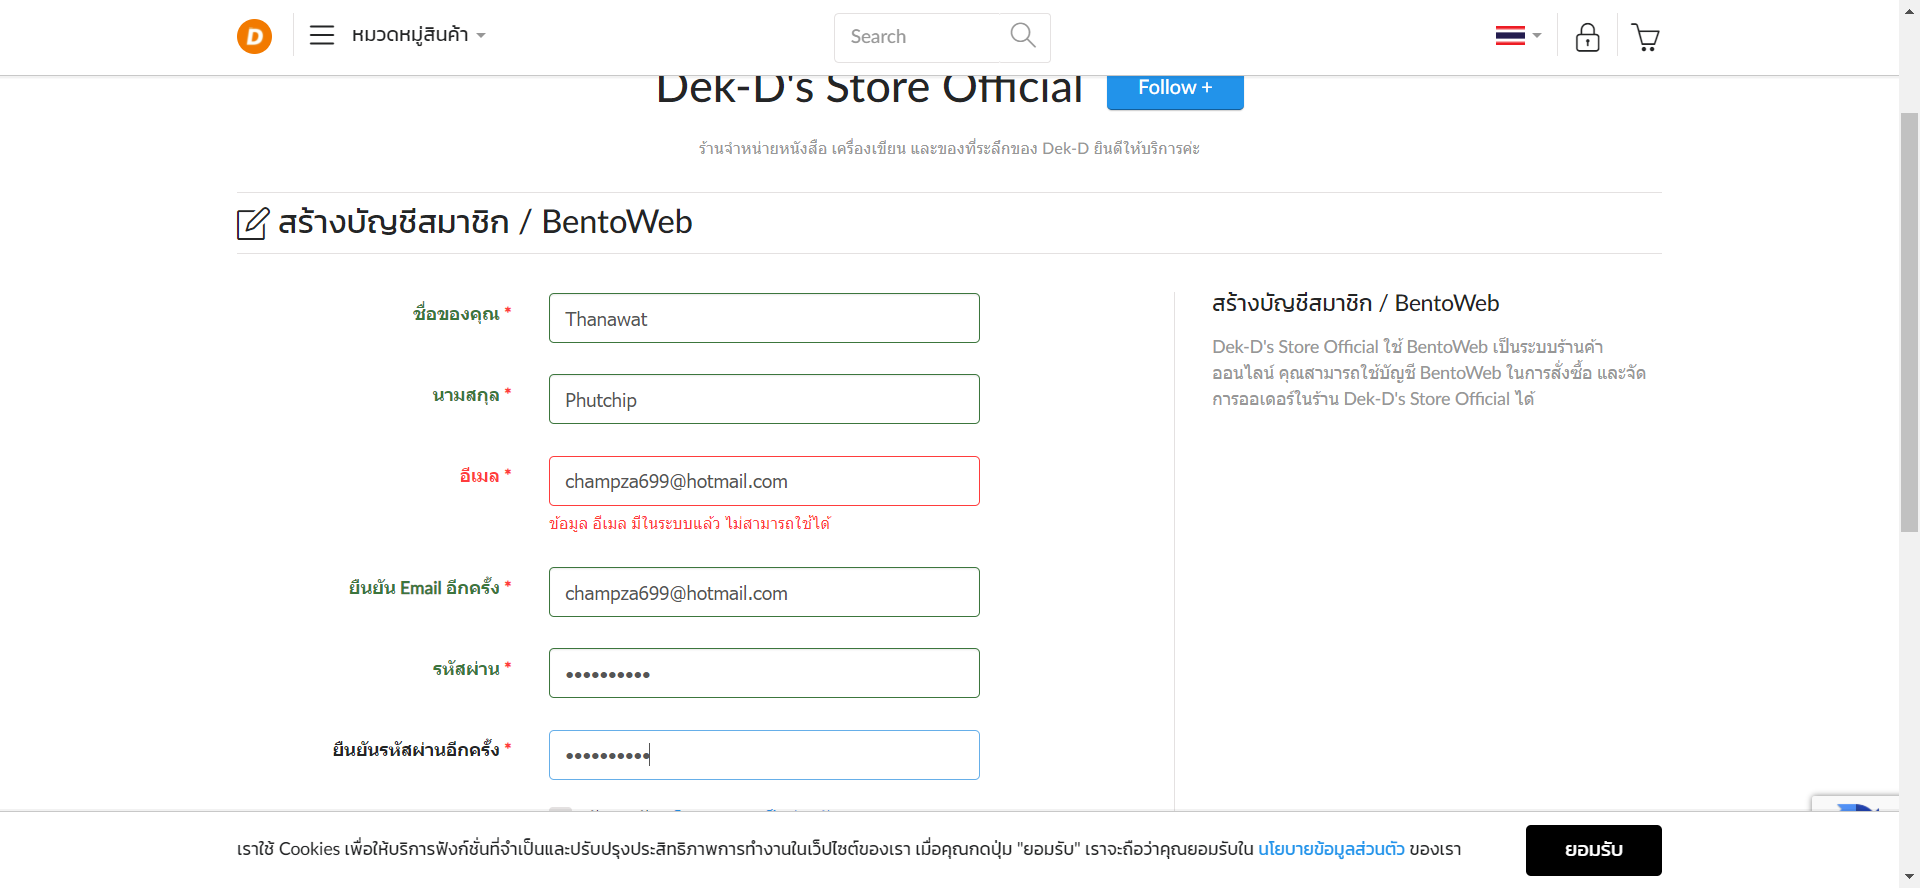 D
หมวดหมู่สินค้า
Search
Dek-D's Store Official
Follow +
ร้านจำหน่ายหนังสือ เครื่องเขียน และของที่ระลึกของ Dek-D ยินดีให้บริการค่ะ
สร้างบัญชีสมาชิก / BentoWeb
ชื่อของคุณ *
Thanawat
นามสกุล *
Phutchip
อีเมล *
champza699@hotmail.com
ข้อมูล อีเมล มีในระบบแล้ว ไม่สามารถใช้ได้
ยืนยัน Email อีกครั้ง *
champza699@hotmail.com
รหัสผ่าน *
••••••••••
ยืนยันรหัสผ่านอีกครั้ง *
••••••••••
สร้างบัญชีสมาชิก / BentoWeb
Dek-D's Store Official ใช้ BentoWeb เป็นระบบร้านค้า
ออนไลน์ คุณสามารถใช้บัญชี BentoWeb ในการสั่งซื้อ และจัด
การออเดอร์ในร้าน Dek-D's Store Official ได้
เราใช้ Cookies เพื่อให้บริการฟังก์ชั่นที่จำเป็นและปรับปรุงประสิทธิภาพการทำงานในเว็ปไซต์ของเรา เมื่อคุณกดปุ่ม "ยอมรับ" เราจะถือว่าคุณยอมรับใน นโยบายข้อมูลส่วนตัว ของเรา
ยอมรับ